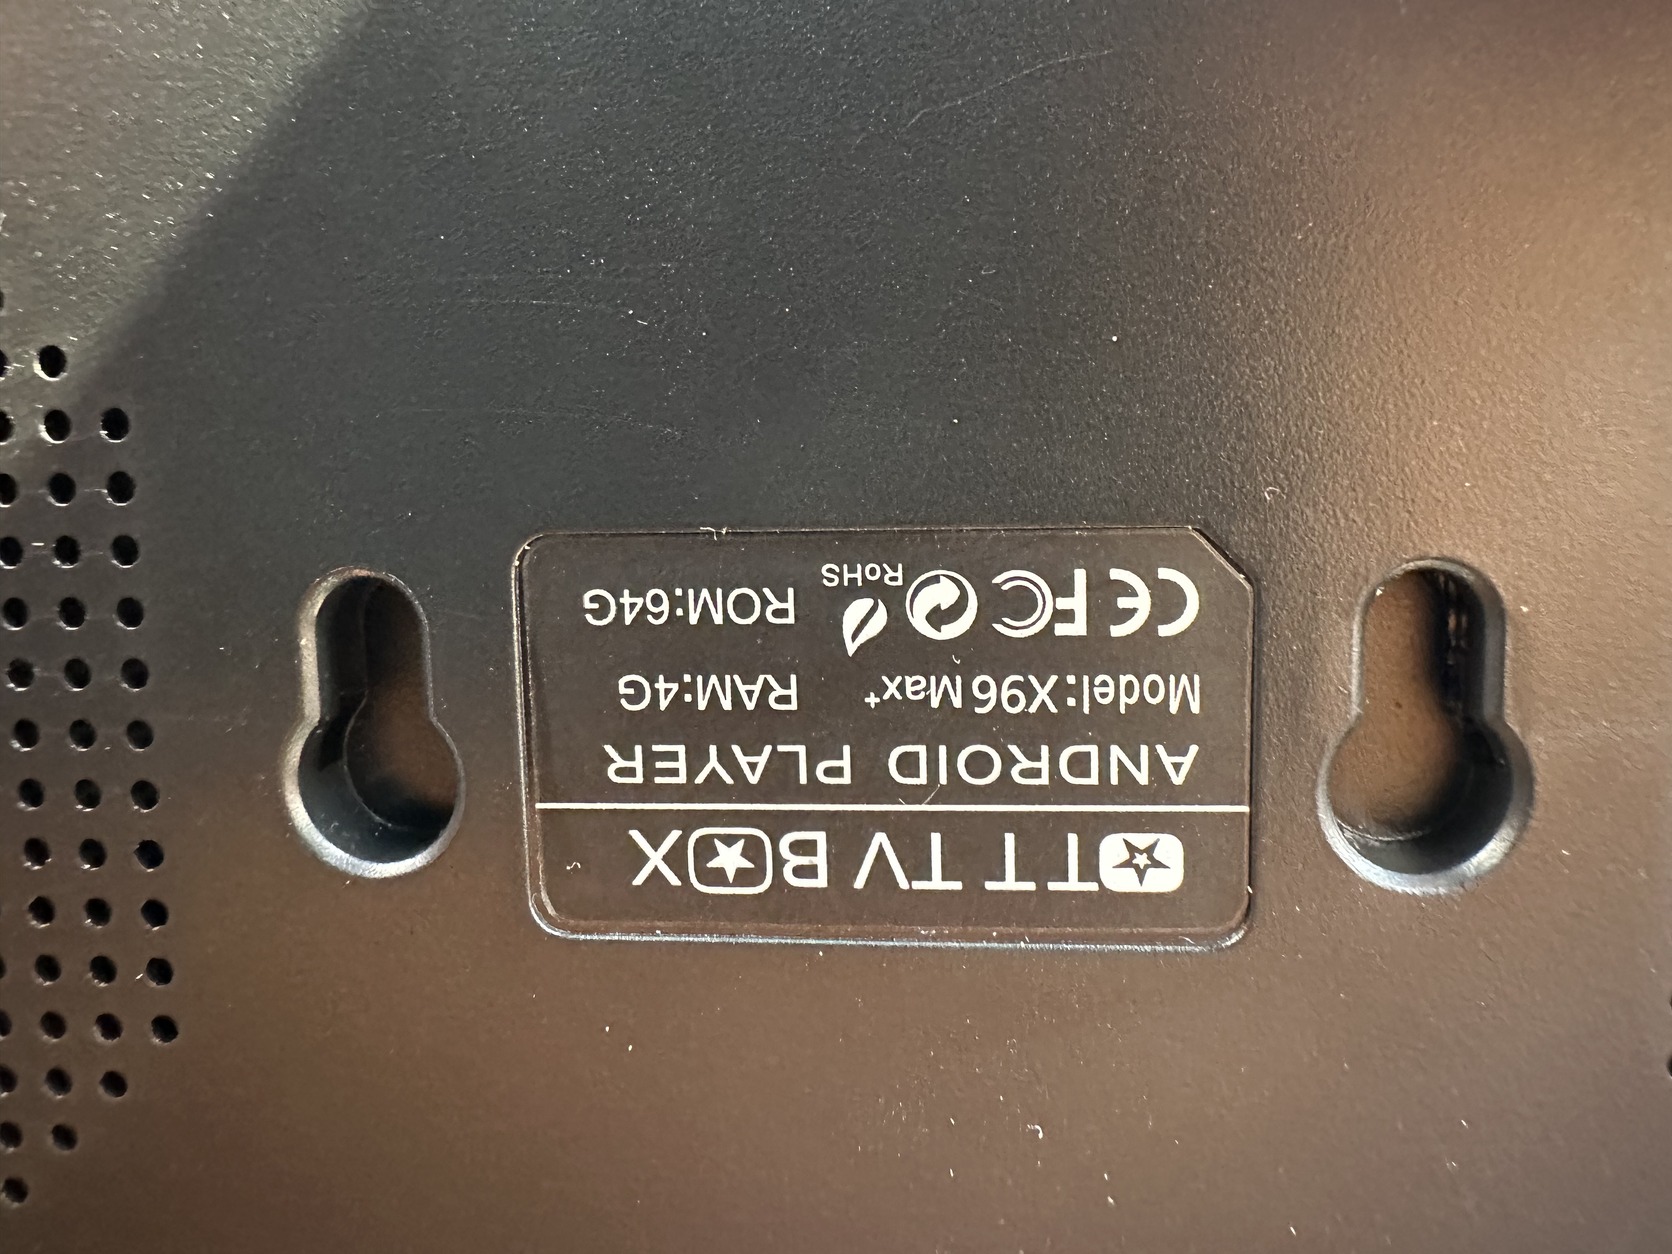 OTT TV BOX
ANDROID PLAYER
Model:X96 Max+ RAM:4G
CE FC RoHS ROM:64G